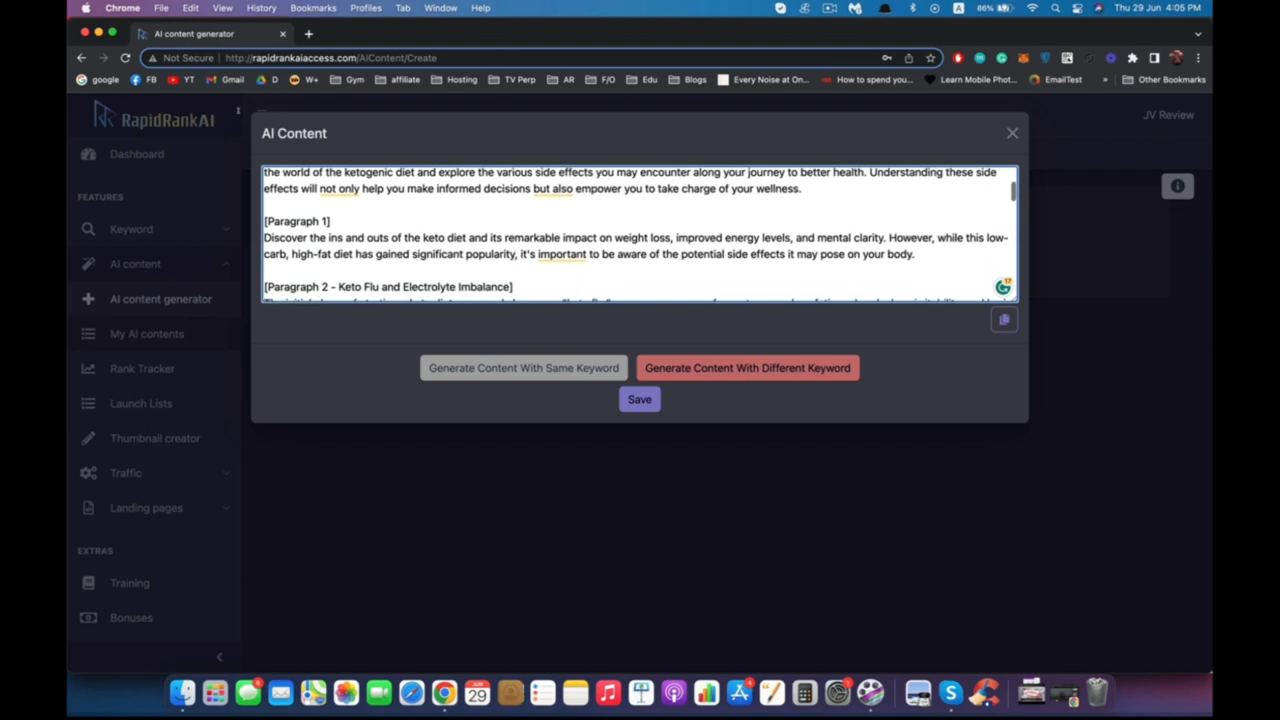 Chrome File Edit View History Bookmarks Profiles Tab Window Help
A 86% Thu 29 Jun 4:05 PM
AI content generator
Not Secure http://rapidrankaiaccess.com/AIContent/Create
google FB YT Gmail D W+ Gym affiliate Hosting TV Perp AR F/O Edu Blogs Every Noise at On... How to spend you... Learn Mobile Phot... EmailTest » Other Bookmarks
RapidRankAI
JV Review
Dashboard
FEATURES
Keyword
AI content
AI content generator
My AI contents
Rank Tracker
Launch Lists
Thumbnail creator
Traffic
Landing pages
EXTRAS
Training
Bonuses
AI Content
the world of the ketogenic diet and explore the various side effects you may encounter along your journey to better health. Understanding these side
effects will not only help you make informed decisions but also empower you to take charge of your wellness.
[Paragraph 1]
Discover the ins and outs of the keto diet and its remarkable impact on weight loss, improved energy levels, and mental clarity. However, while this low-
carb, high-fat diet has gained significant popularity, it's important to be aware of the potential side effects it may pose on your body.
[Paragraph 2 - Keto Flu and Electrolyte Imbalance]
Generate Content With Same Keyword
Generate Content With Different Keyword
Save
JUN
29